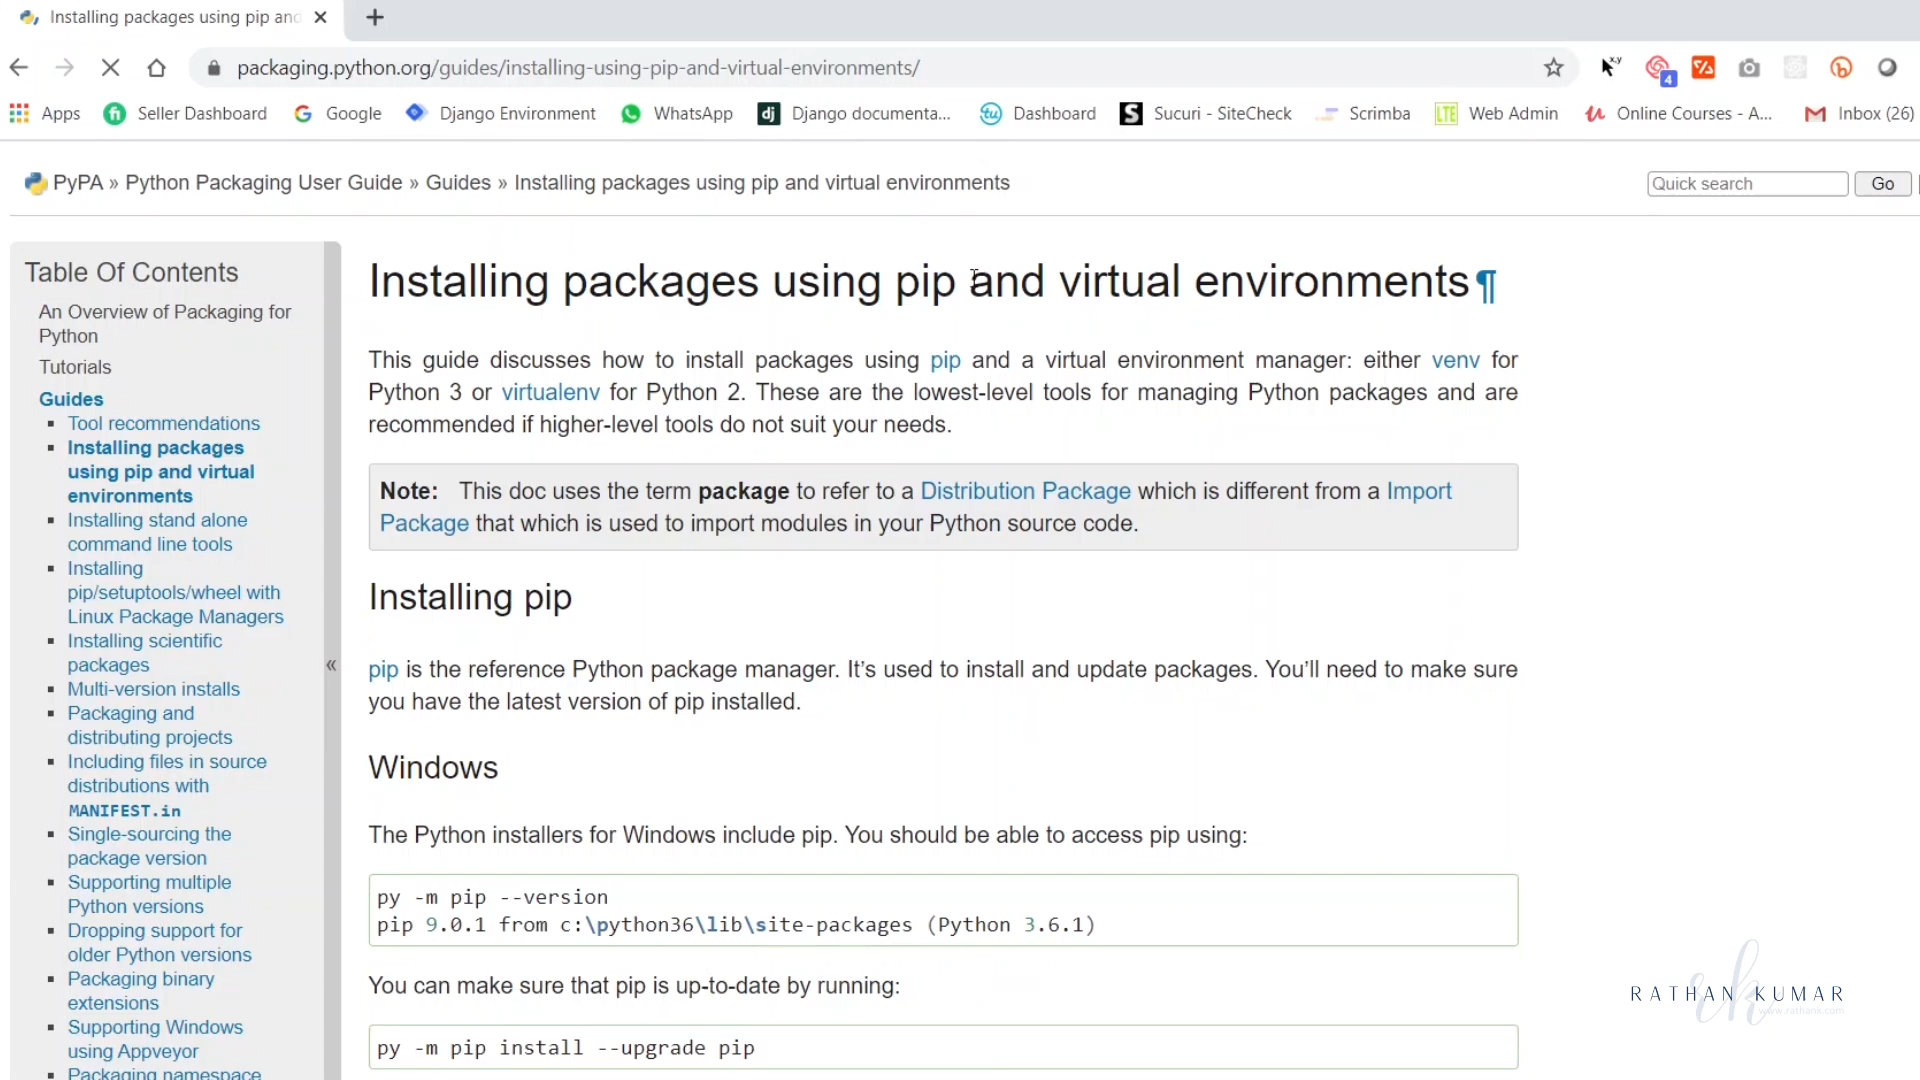 Installing packages using pip and
packaging.python.org/guides/installing-using-pip-and-virtual-environments/
x,y
4
Apps
Seller Dashboard
Google
Django Environment
WhatsApp
dj
Django documenta...
tu
Dashboard
S
Sucuri - SiteCheck
Scrimba
LTE
Web Admin
Online Courses - A...
Inbox (26)
PyPA » Python Packaging User Guide » Guides » Installing packages using pip and virtual environments
Quick search
Go
Table Of Contents
An Overview of Packaging for
Python
Tutorials
Guides
Tool recommendations
Installing packages
using pip and virtual
environments
Installing stand alone
command line tools
Installing
pip/setuptools/wheel with
Linux Package Managers
Installing scientific
packages
Multi-version installs
Packaging and
distributing projects
Including files in source
distributions with
MANIFEST.in
Single-sourcing the
package version
Supporting multiple
Python versions
Dropping support for
older Python versions
Packaging binary
extensions
Supporting Windows
using Appveyor
Packaging namespace
«
Installing packages using pip and virtual environments¶
This guide discusses how to install packages using pip and a virtual environment manager: either venv for
Python 3 or virtualenv for Python 2. These are the lowest-level tools for managing Python packages and are
recommended if higher-level tools do not suit your needs.
Note: This doc uses the term package to refer to a Distribution Package which is different from a Import
Package that which is used to import modules in your Python source code.
Installing pip
pip is the reference Python package manager. It’s used to install and update packages. You’ll need to make sure
you have the latest version of pip installed.
Windows
The Python installers for Windows include pip. You should be able to access pip using:
py -m pip --version
pip 9.0.1 from c:\python36\lib\site-packages (Python 3.6.1)
You can make sure that pip is up-to-date by running:
py -m pip install --upgrade pip
rk
RATHAN KUMAR
www.rathank.com